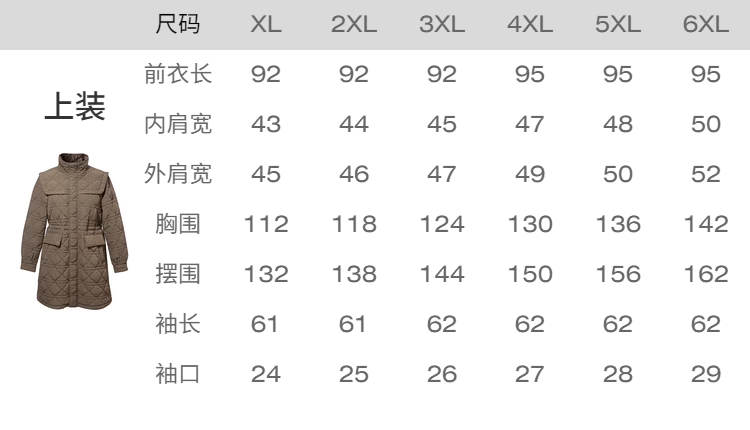 尺码 XL 2XL 3XL 4XL 5XL 6XL
前衣长 92 92 92 95 95 95
上装
内肩宽 43 44 45 47 48 50
外肩宽 45 46 47 49 50 52
胸围 112 118 124 130 136 142
摆围 132 138 144 150 156 162
袖长 61 61 62 62 62 62
袖口 24 25 26 27 28 29